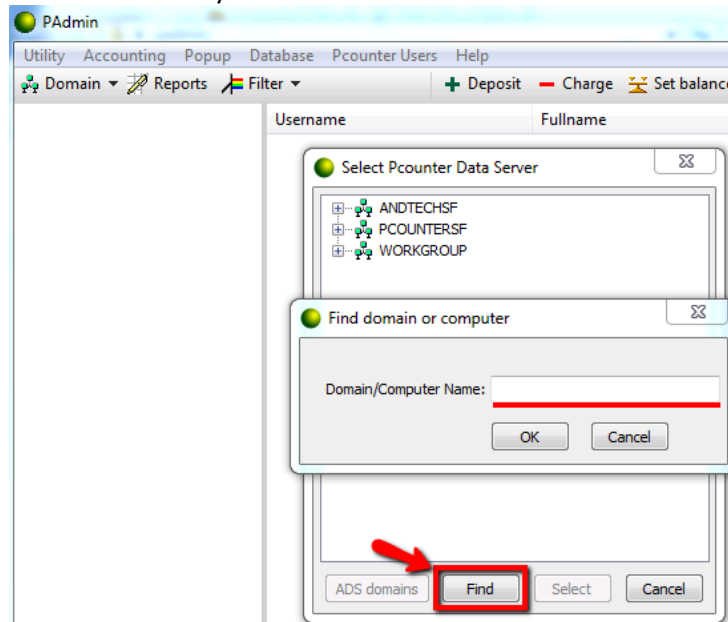 PAdmin
Utility Accounting Popup Database Pcounter Users Help
Domain Reports Filter Deposit Charge Set balance
Username Fullname
Select Pcounter Data Server
ANDTECHSF
PCOUNTERSF
WORKGROUP
Find domain or computer
Domain/Computer Name:
OK Cancel
ADS domains Find Select Cancel